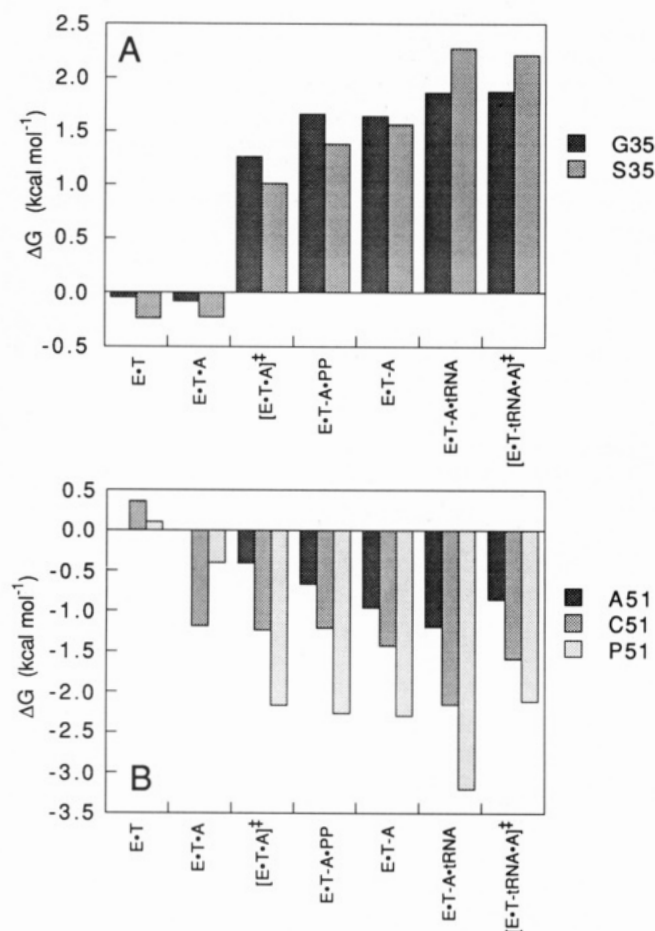 A
ΔG (kcal mol⁻¹)
2.5
2.0
1.5
1.0
0.5
0.0
-0.5
G35
S35
E•T
E•T•A
[E•T•A]‡
E•T-A•PP
E•T-A
E•T-A•tRNA
[E•T-tRNA•A]‡
B
ΔG (kcal mol⁻¹)
0.5
0.0
-0.5
-1.0
-1.5
-2.0
-2.5
-3.0
-3.5
A51
C51
P51
E•T
E•T•A
[E•T•A]‡
E•T-A•PP
E•T-A
E•T-A•tRNA
[E•T-tRNA•A]‡